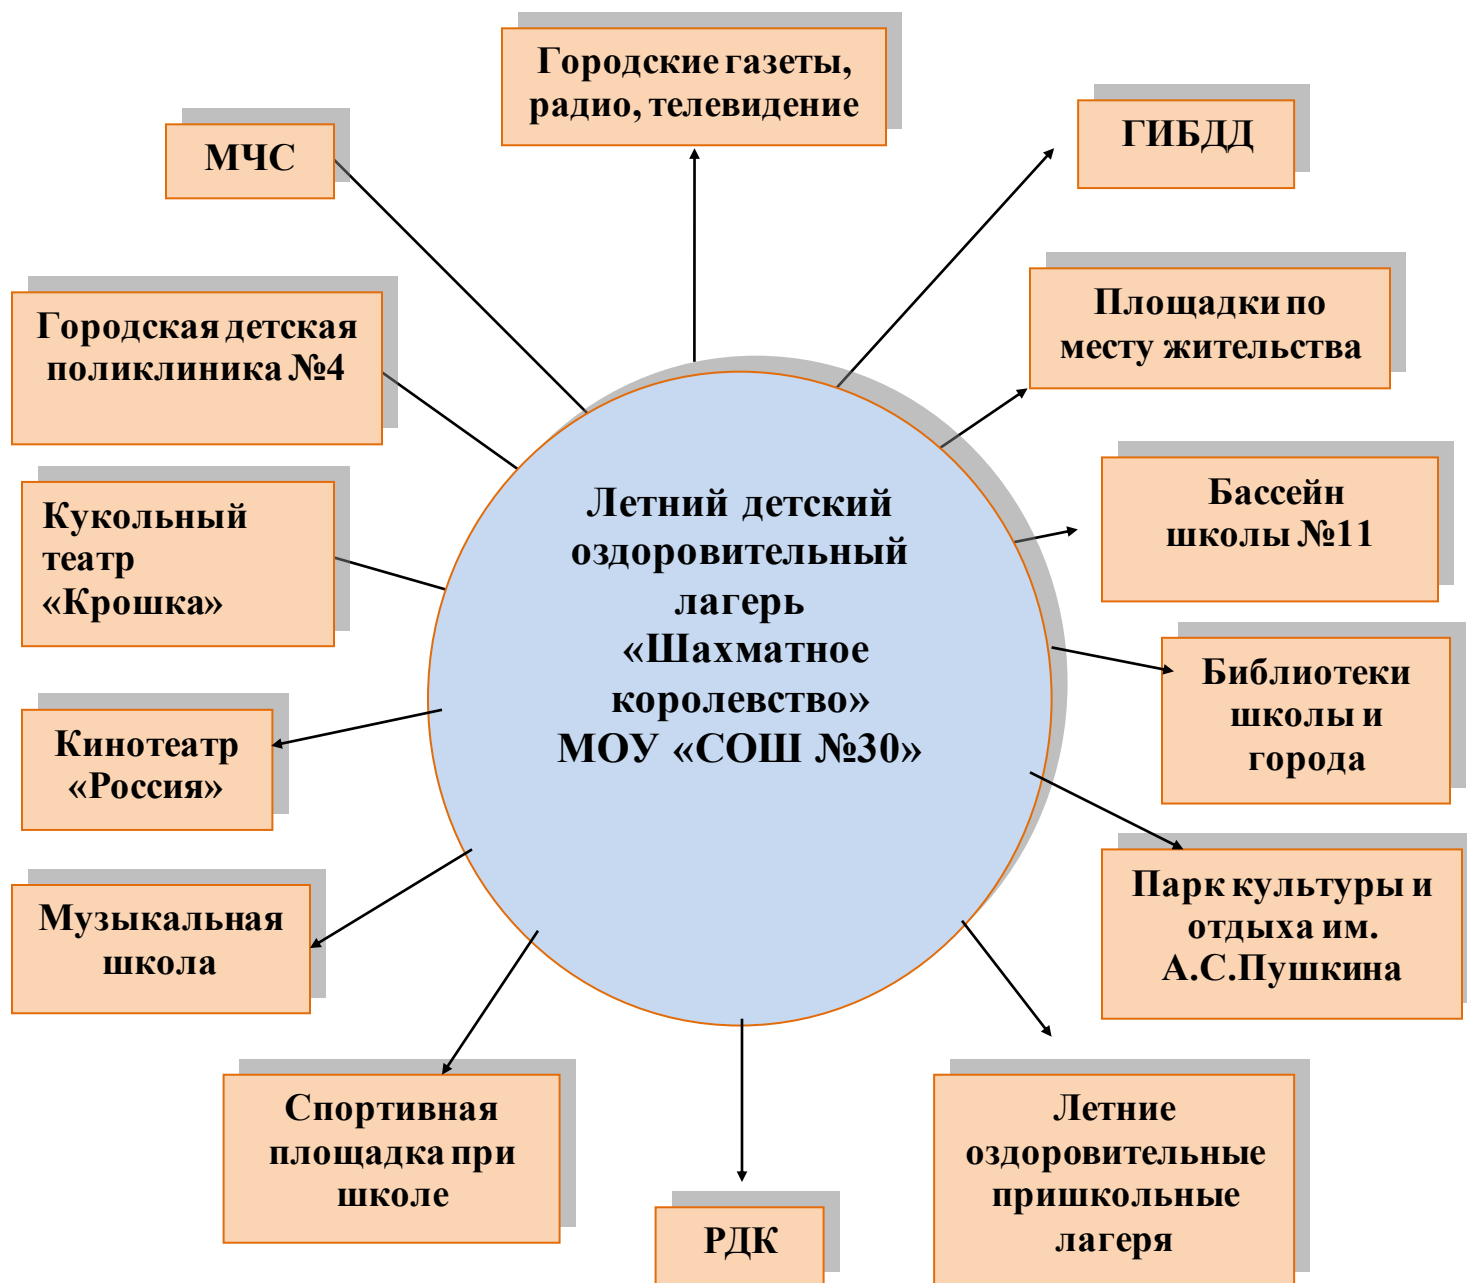 Городские газеты,
радио, телевидение
МЧС
ГИБДД
Городская детская
поликлиника №4
Площадки по
месту жительства
Кукольный
театр
«Крошка»
Бассейн
школы №11
Летний детский
оздоровительный
лагерь
«Шахматное
королевство»
МОУ «СОШ №30»
Библиотеки
школы и
города
Кинотеатр
«Россия»
Парк культуры и
отдыха им.
А.С.Пушкина
Музыкальная
школа
Спортивная
площадка при
школе
РДК
Летние
оздоровительные
пришкольные
лагеря